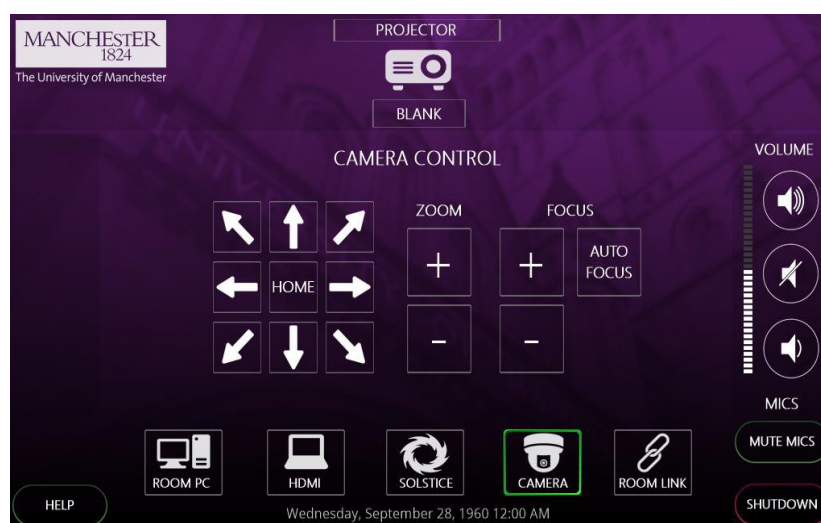 MANCHESTER
1824
The University of Manchester
PROJECTOR
BLANK
CAMERA CONTROL
VOLUME
ZOOM
FOCUS
+
+
AUTO
FOCUS
HOME
-
-
MICS
MUTE MICS
ROOM PC
HDMI
SOLSTICE
CAMERA
ROOM LINK
HELP
SHUTDOWN
Wednesday, September 28, 1960 12:00 AM